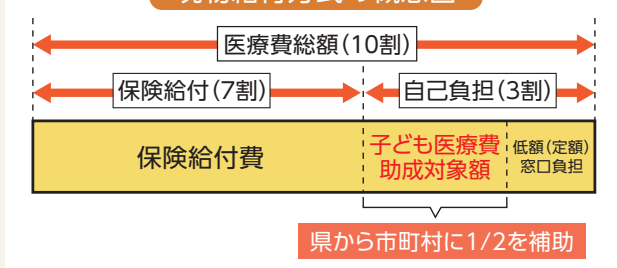 医療費総額(10割)
保険給付(7割)
自己負担(3割)
保険給付費
子ども医療費
助成対象額
低額(定額)
窓口負担
県から市町村に1/2を補助